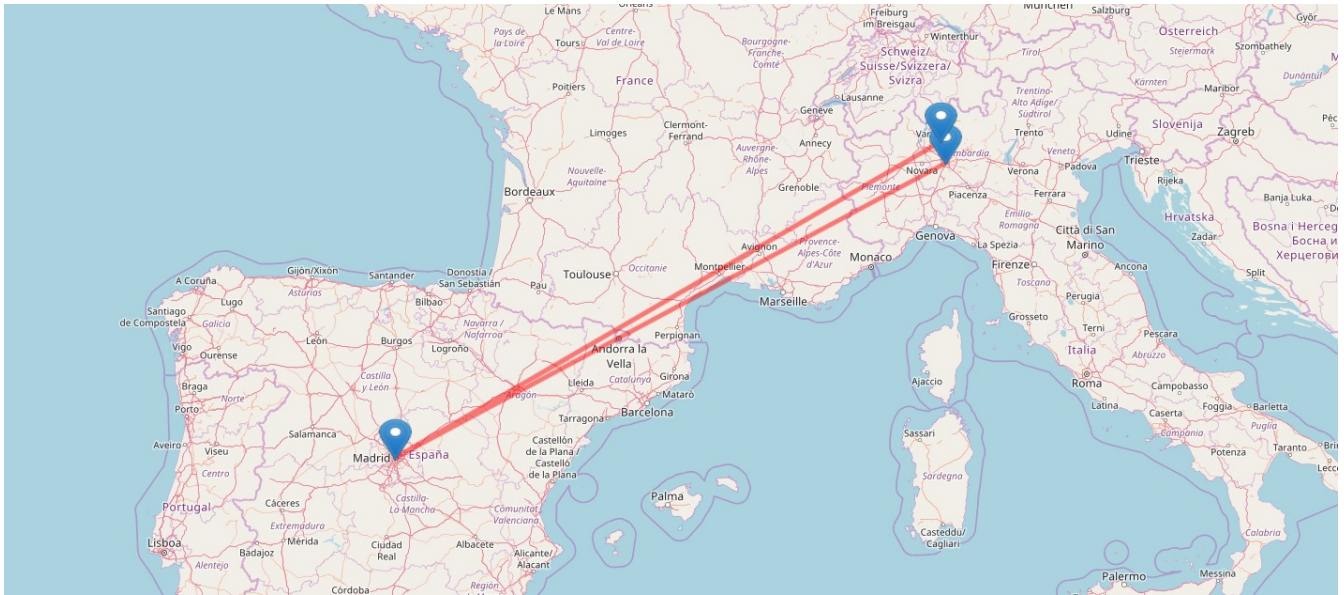 Le Mans
Orléans
Freiburg
im Breisgau
München
Salzburg
Győr
Pays de
la Loire
Tours
Centre-
Val de Loire
Bourgogne-
Franche-
Comté
Winterthur
Schweiz/
Suisse/Svizzera/
Svizra
Tirol
Österreich
Steiermark
Szombathely
Kärnten
Dunántúl
Maribor
France
Poitiers
Lausanne
Genève
Trentino-
Alto Adige/
Südtirol
Slovenija
Zagreb
Limoges
Clermont-
Ferrand
Annecy
Trento
Udine
Auvergne-
Rhône-
Alpes
Lombardia
Veneto
Trieste
Nouvelle-
Aquitaine
Novara
Verona
Padova
Rijeka
Bordeaux
Grenoble
Piemonte
Piacenza
Ferrara
Banja Luka
Emilia-
Romagna
Hrvatska
Genova
La Spezia
Città di San
Marino
Zadar
Bosna i Herceg
Босна и
Херцегови
Avignon
Provence-
Alpes-Côte
d'Azur
Monaco
Firenze
Ancona
Split
Toulouse
Occitanie
Montpellier
Marseille
Toscana
Perugia
A Coruña
Gijón/Xixón
Santander
Donostia /
San Sebastián
Pau
Lugo
Asturias
Bilbao
Santiago
de Compostela
Galicia
Navarra /
Nafarroa
Grosseto
Terni
Pescara
Vigo
Ourense
León
Burgos
Logroño
Perpignan
Andorra la
Vella
Italia
Abruzzo
Braga
Norte
Castilla
y León
Girona
Ajaccio
Roma
Campobasso
Porto
Aragón
Lleida
Catalunya
Mataró
Latina
Caserta
Foggia
Barletta
Barcelona
Tarragona
Campania
Puglia
Aveiro
Viseu
Salamanca
Madrid
España
Castellón
de la Plana /
Castelló
de la Plana
Sassari
Potenza
Taranto
Centro
Sardegna
Cáceres
Castilla-
La Mancha
Palma
Portugal
Extremadura
Comunitat
Valenciana
Casteddu/
Cagliari
Calabria
Lisboa
Badajoz
Mérida
Ciudad
Real
Albacete
Alicante/
Alacant
Alentejo
Córdoba
Región
Palermo
Messina